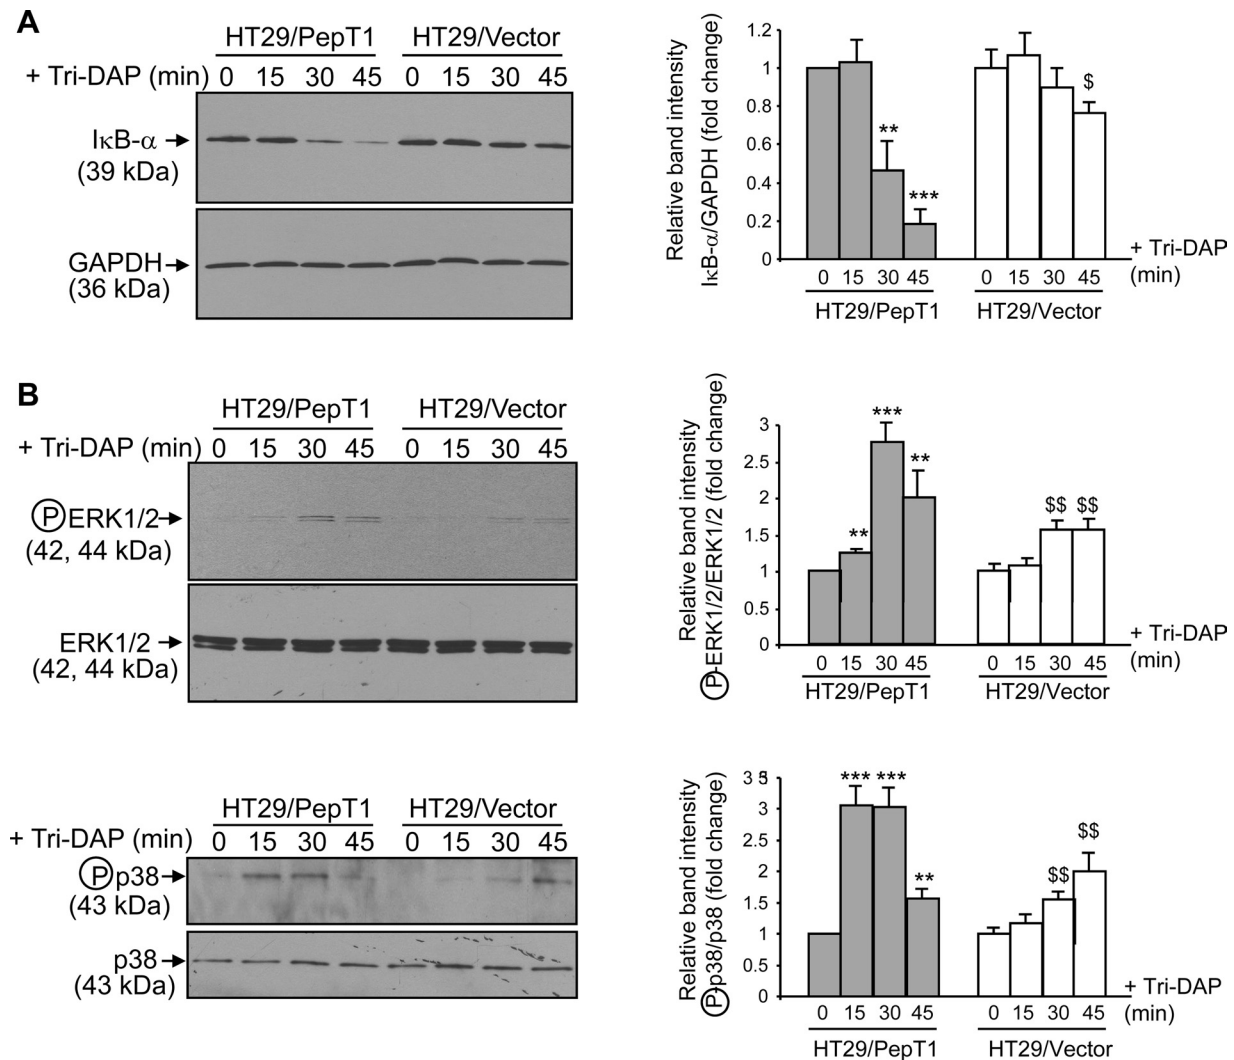 A
HT29/PepT1 HT29/Vector
+ Tri-DAP (min) 0 15 30 45 0 15 30 45
IκB-α
(39 kDa)
GAPDH
(36 kDa)
Relative band intensity
IκB-α/GAPDH (fold change)
1.2
1
0.8
0.6
0.4
0.2
0
**
***
$
0 15 30 45 0 15 30 45
+ Tri-DAP
(min)
HT29/PepT1 HT29/Vector
B
HT29/PepT1 HT29/Vector
+ Tri-DAP (min) 0 15 30 45 0 15 30 45
Ⓟ ERK1/2
(42, 44 kDa)
ERK1/2
(42, 44 kDa)
Relative band intensity
Ⓟ-ERK1/2/ERK1/2 (fold change)
3
2.5
2
1.5
1
0.5
0
**
***
**
$$ $$
0 15 30 45 0 15 30 45
+ Tri-DAP
(min)
HT29/PepT1 HT29/Vector
HT29/PepT1 HT29/Vector
+ Tri-DAP (min) 0 15 30 45 0 15 30 45
Ⓟ p38
(43 kDa)
p38
(43 kDa)
Relative band intensity
Ⓟ-p38/p38 (fold change)
3
2.5
2
1.5
1
0.5
0
*** ***
**
$$
$$
0 15 30 45 0 15 30 45
+ Tri-DAP
(min)
HT29/PepT1 HT29/Vector